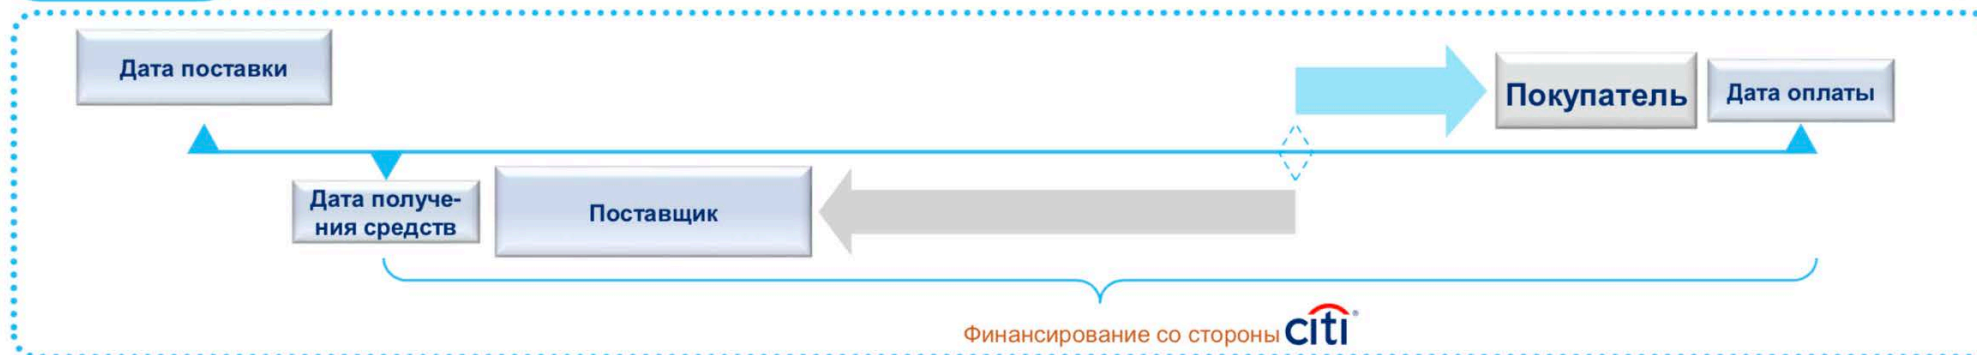 Дата поставки
Покупатель
Дата оплаты
Дата получе-
ния средств
Поставщик
Финансирование со стороны citi®